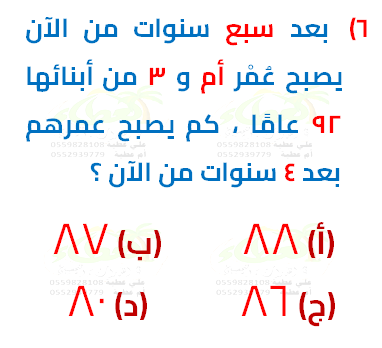 ٦) بعد سبع سنوات من الآن
يصبح عُمْر أم و ٣ من أبنائها
٩٢ عامًا ، كم يصبح عمرهم
بعد ٤ سنوات من الآن ؟
(أ) ٨٨ (ب) ٨٧
(ج) ٨٦ (د) ٨٠